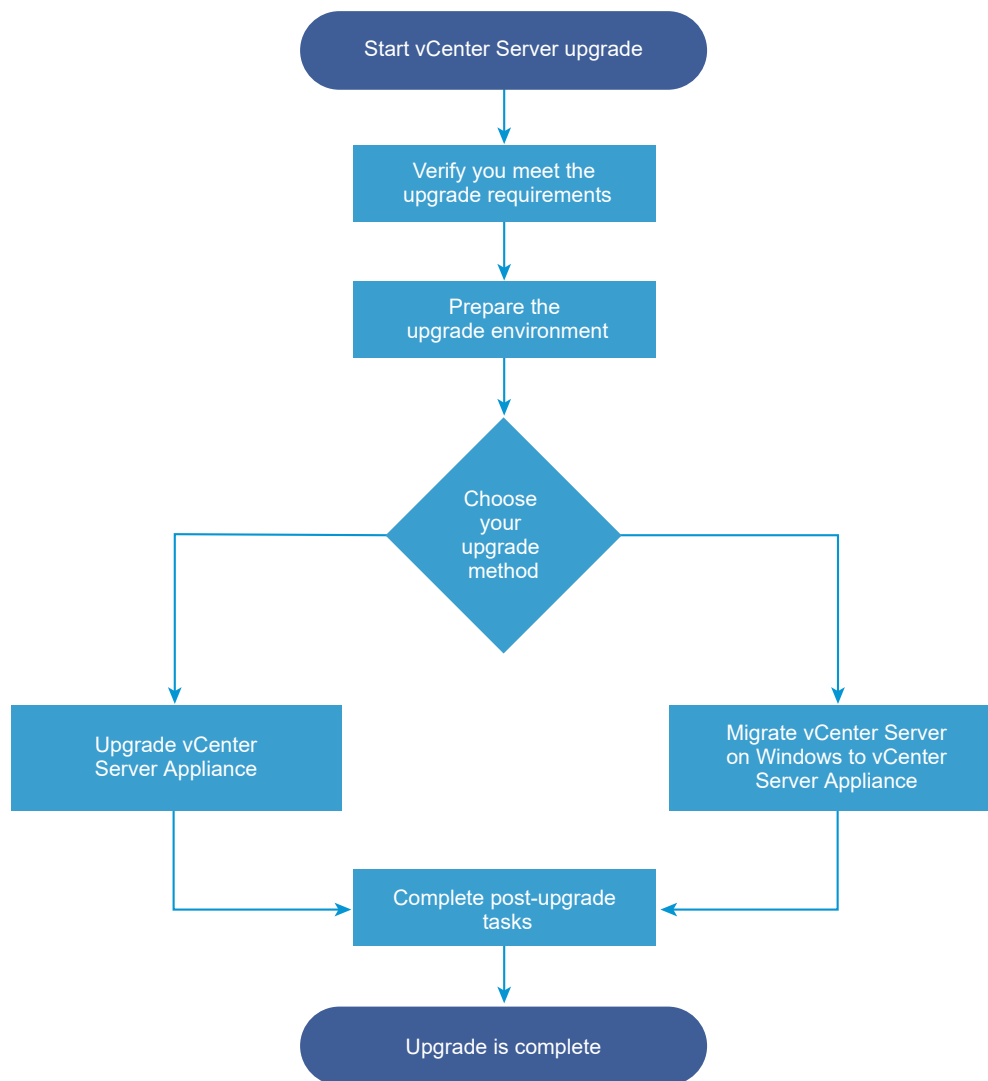 Start vCenter Server upgrade
Verify you meet the
upgrade requirements
Prepare the
upgrade environment
Choose
your
upgrade
method
Upgrade vCenter
Server Appliance
Migrate vCenter Server
on Windows to vCenter
Server Appliance
Complete post-upgrade
tasks
Upgrade is complete